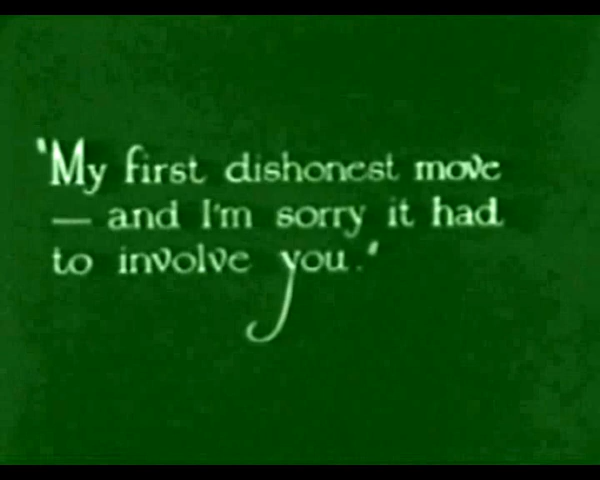 "My first dishonest move
— and I'm sorry it had
to involve you."